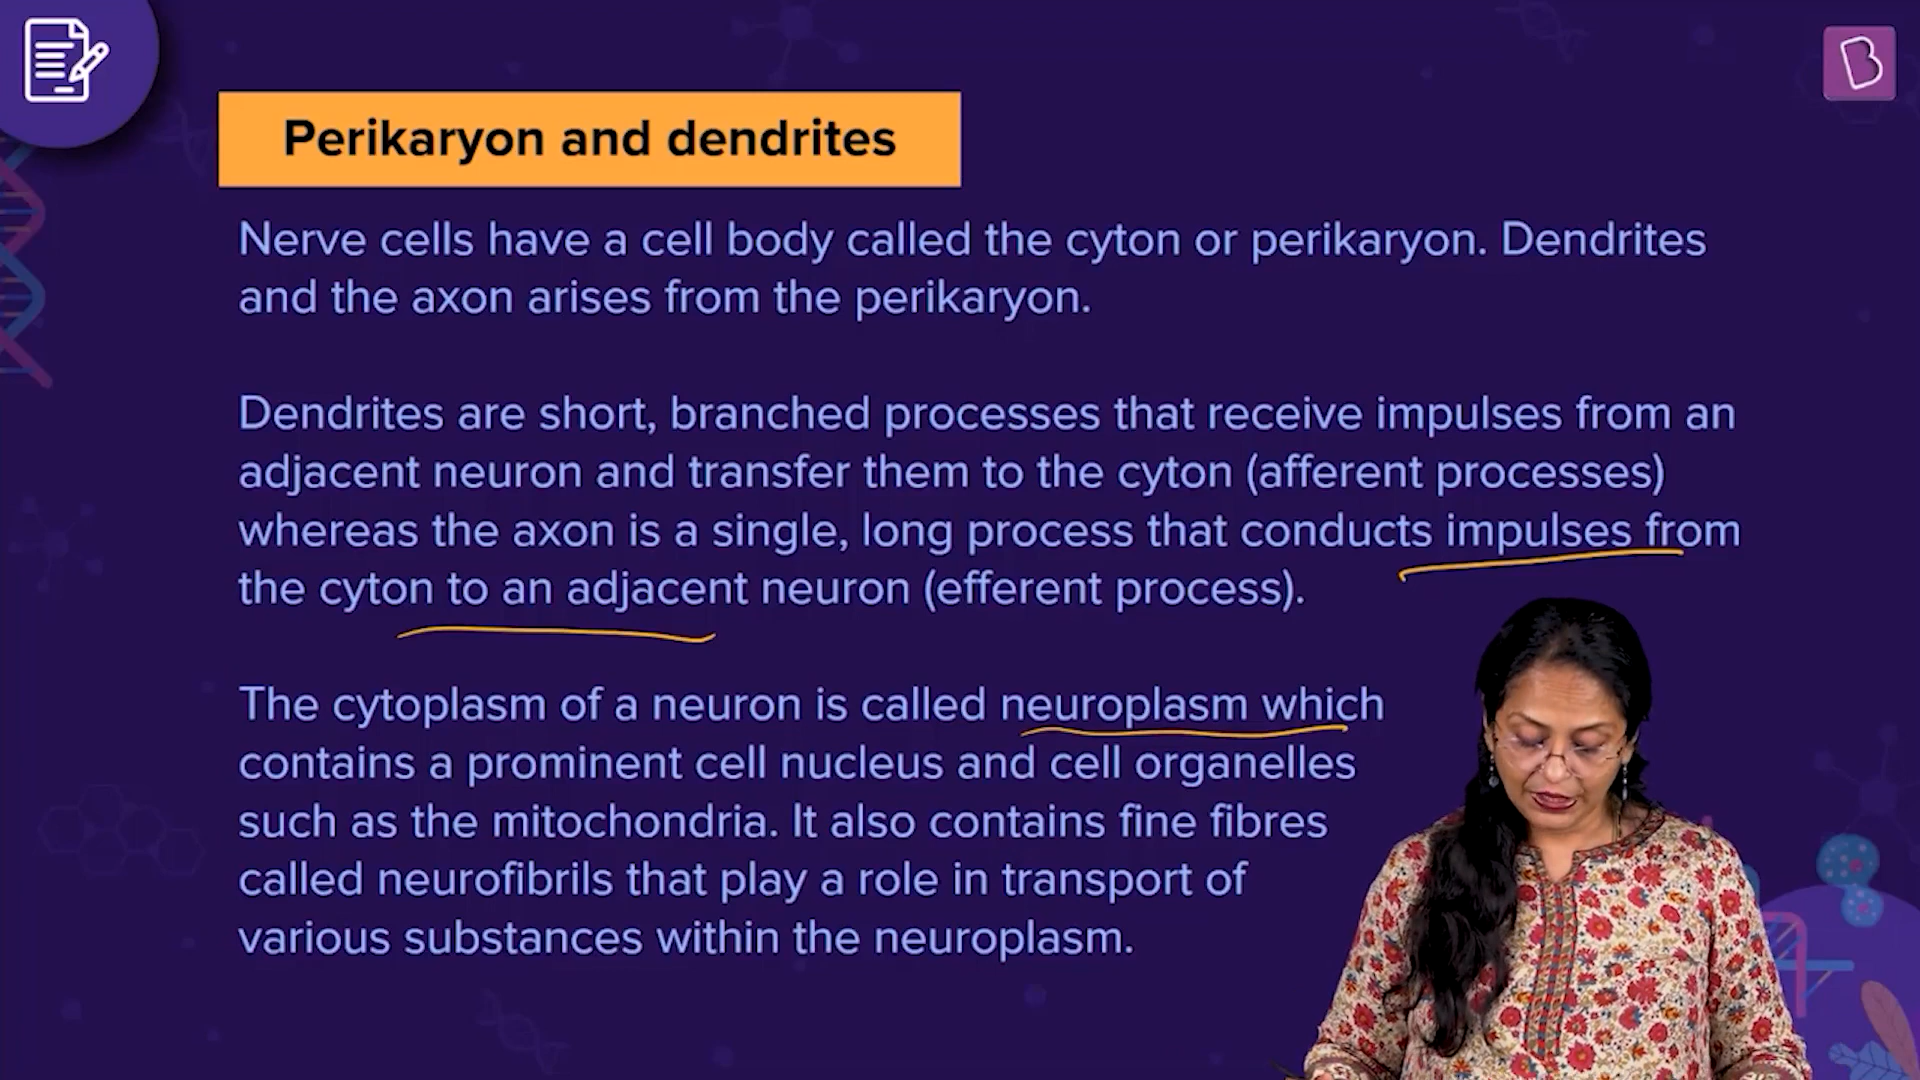 Perikaryon and dendrites
Nerve cells have a cell body called the cyton or perikaryon. Dendrites
and the axon arises from the perikaryon.
Dendrites are short, branched processes that receive impulses from an
adjacent neuron and transfer them to the cyton (afferent processes)
whereas the axon is a single, long process that conducts impulses from
the cyton to an adjacent neuron (efferent process).
The cytoplasm of a neuron is called neuroplasm which
contains a prominent cell nucleus and cell organelles
such as the mitochondria. It also contains fine fibres
called neurofibrils that play a role in transport of
various substances within the neuroplasm.